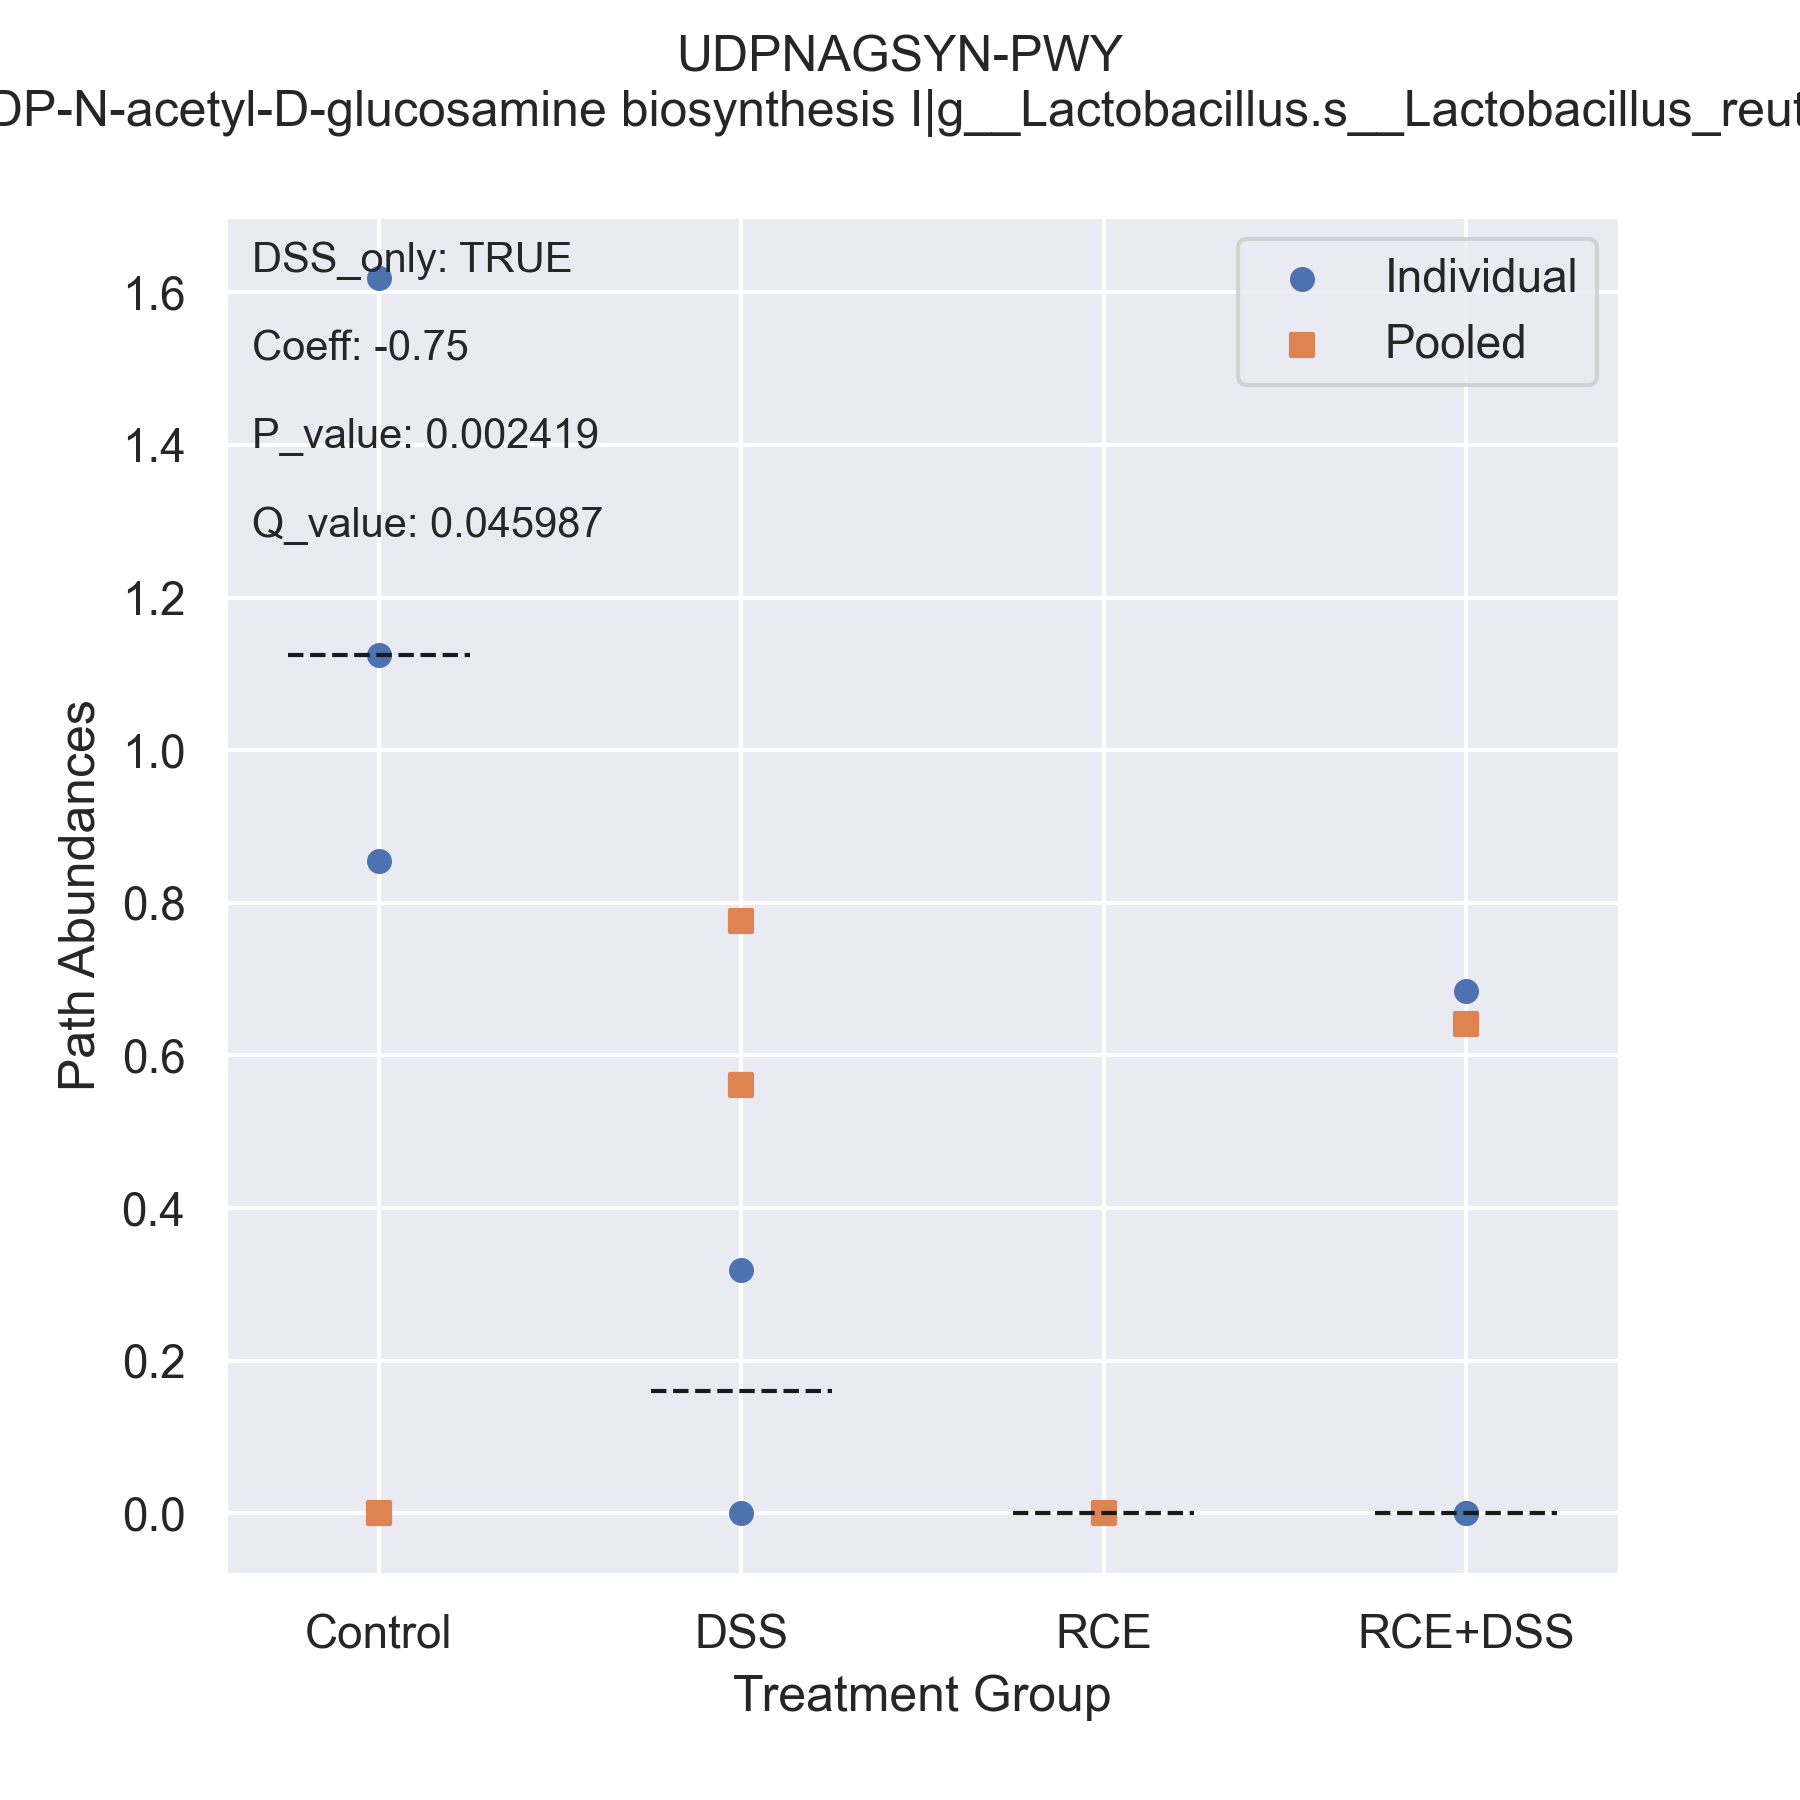 UDPNAGSYN-PWY
DP-N-acetyl-D-glucosamine biosynthesis I|g__Lactobacillus.s__Lactobacillus_reut
DSS_only: TRUE
Coeff: -0.75
P_value: 0.002419
Q_value: 0.045987
Individual
Pooled
1.6
1.4
1.2
1.0
0.8
0.6
0.4
0.2
0.0
Path Abundances
Control DSS RCE RCE+DSS
Treatment Group